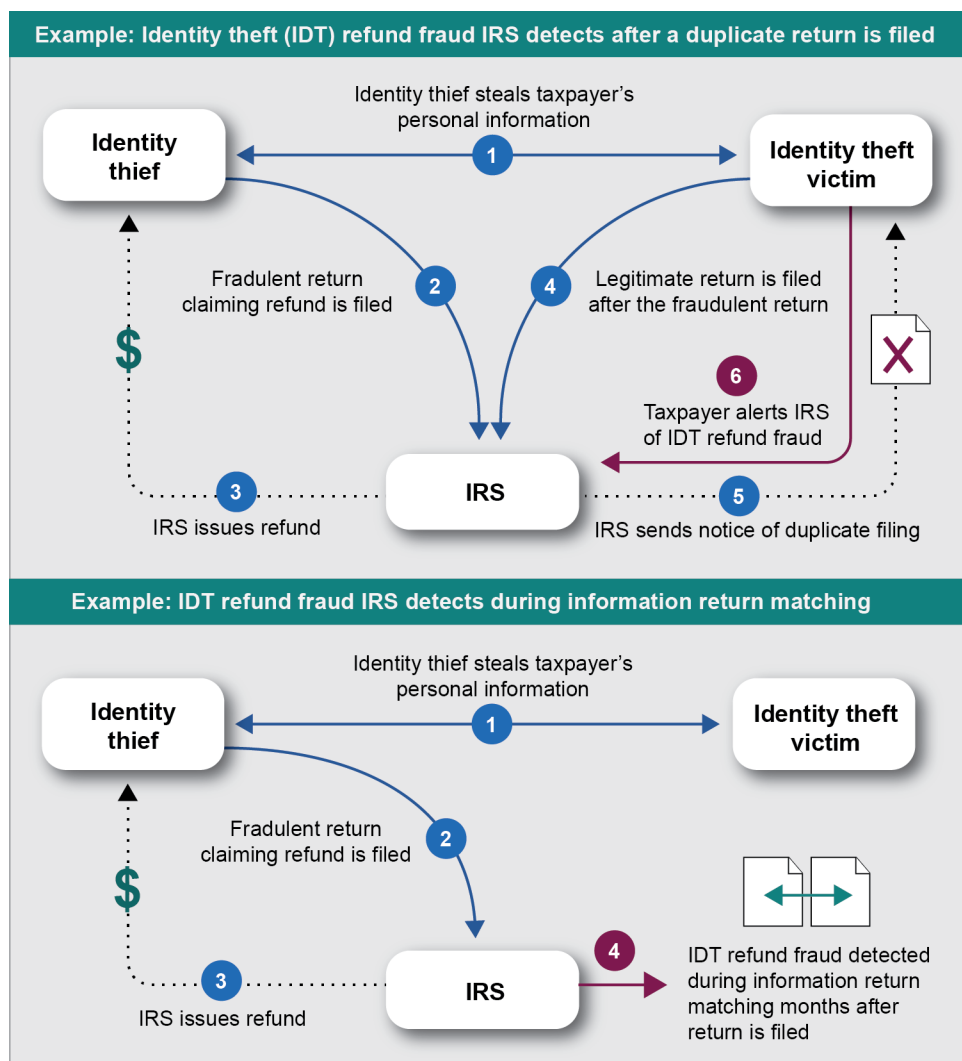 Example: Identity theft (IDT) refund fraud IRS detects after a duplicate return is filed
Identity thief steals taxpayer's
personal information
Identity
thief
1
Identity theft
victim
Fradulent return
claiming refund is filed
2
4
Legitimate return is filed
after the fraudulent return
$
X
6
Taxpayer alerts IRS
of IDT refund fraud
IRS
3
IRS issues refund
5
IRS sends notice of duplicate filing
Example: IDT refund fraud IRS detects during information return matching
Identity thief steals taxpayer's
personal information
Identity
thief
1
Identity theft
victim
Fradulent return
claiming refund is filed
2
$
IRS
3
IRS issues refund
4
IDT refund fraud detected
during information return
matching months after
return is filed